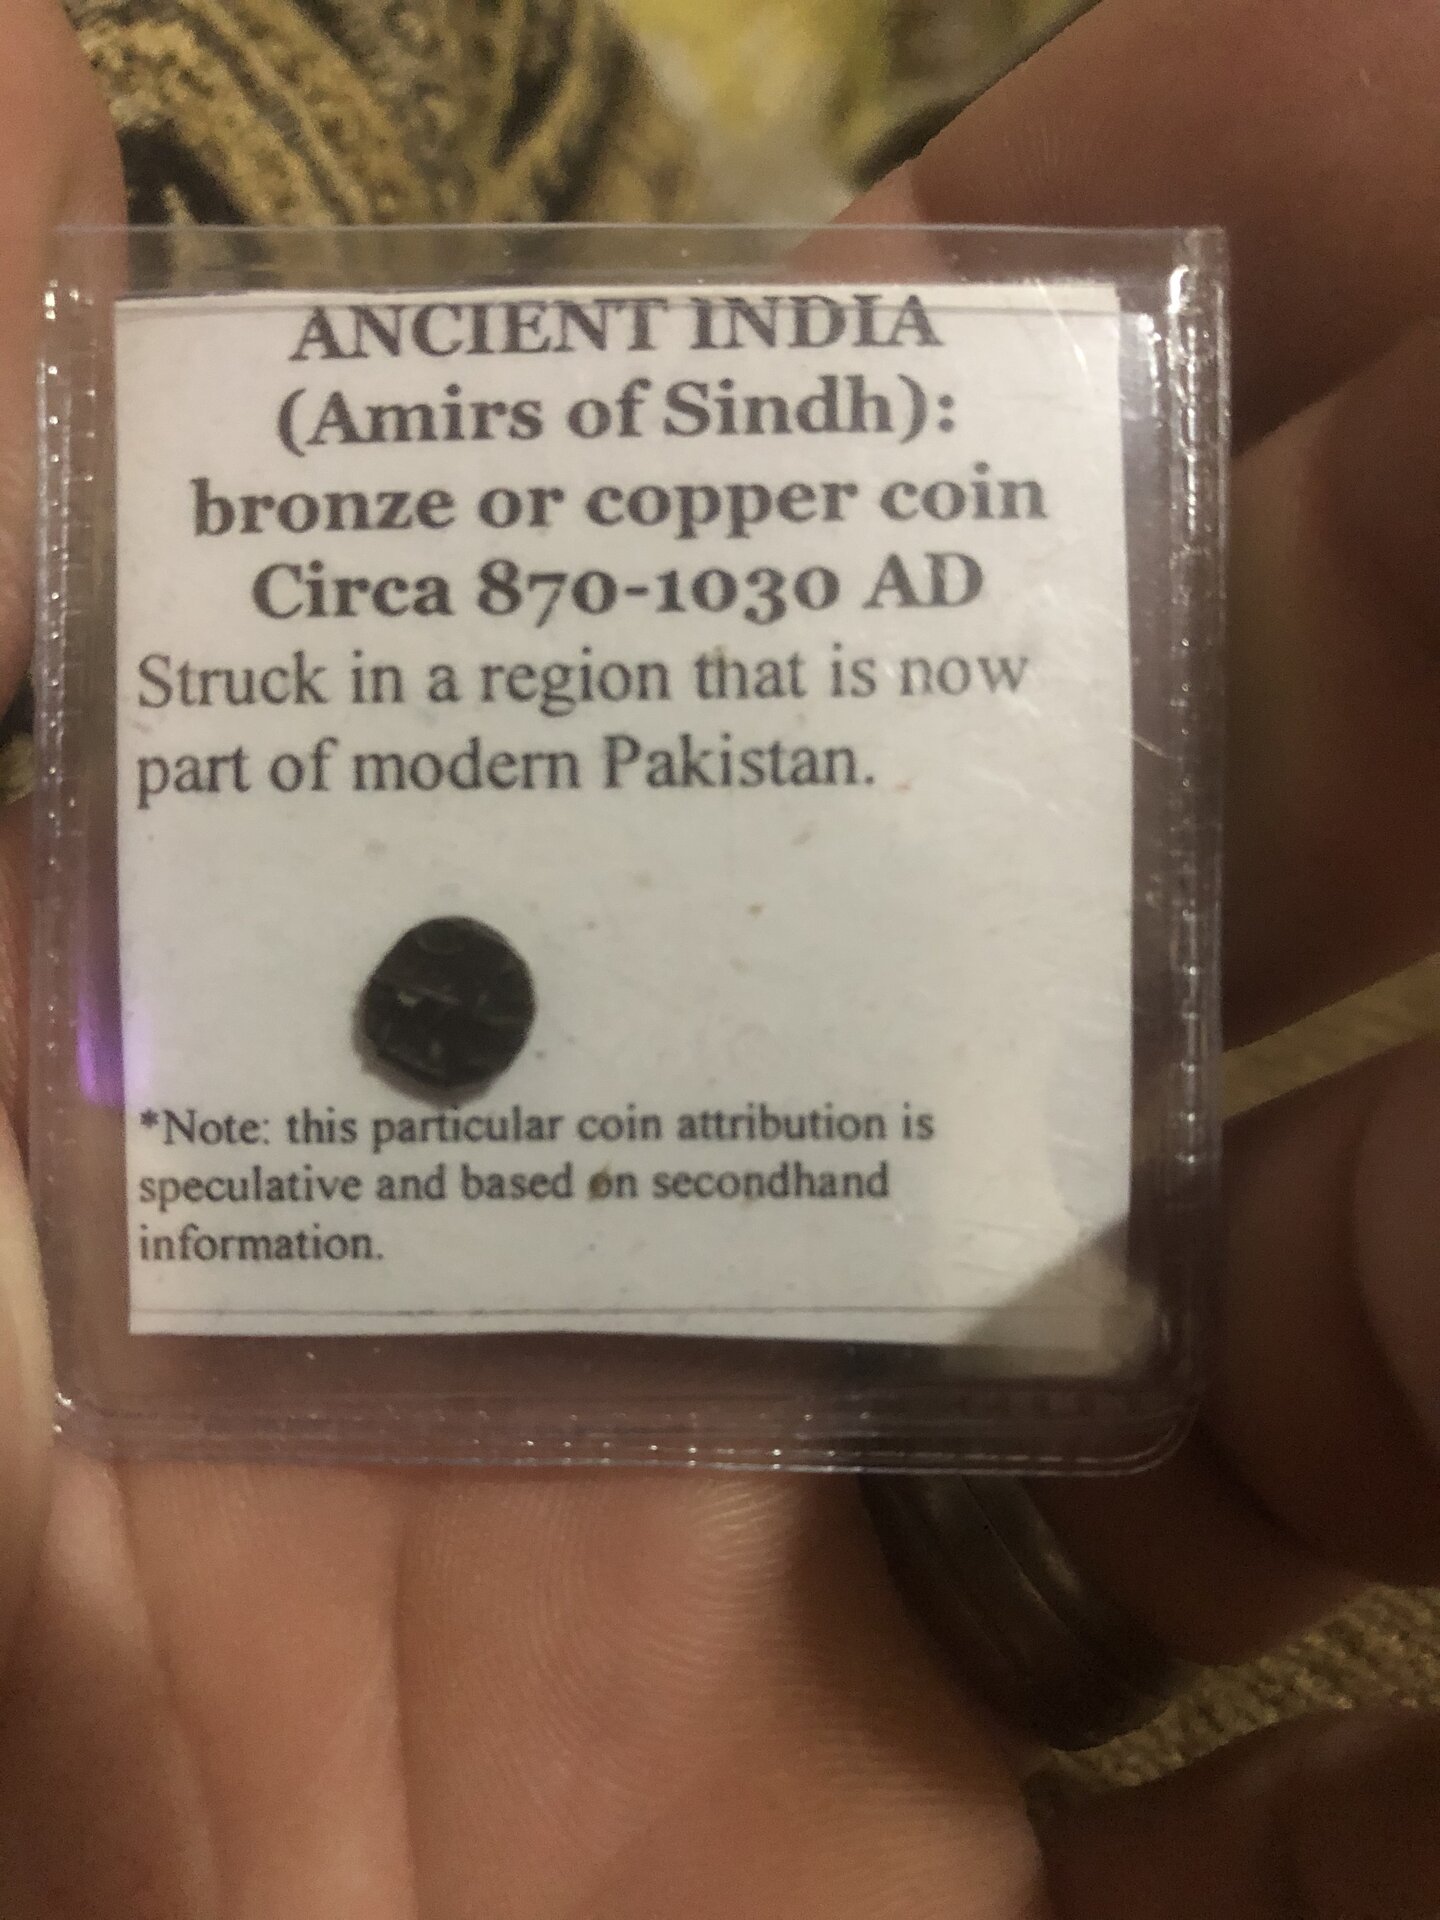 ANCIENT INDIA
(Amirs of Sindh):
bronze or copper coin
Circa 870-1030 AD
Struck in a region that is now
part of modern Pakistan.
*Note: this particular coin attribution is
speculative and based on secondhand
information.